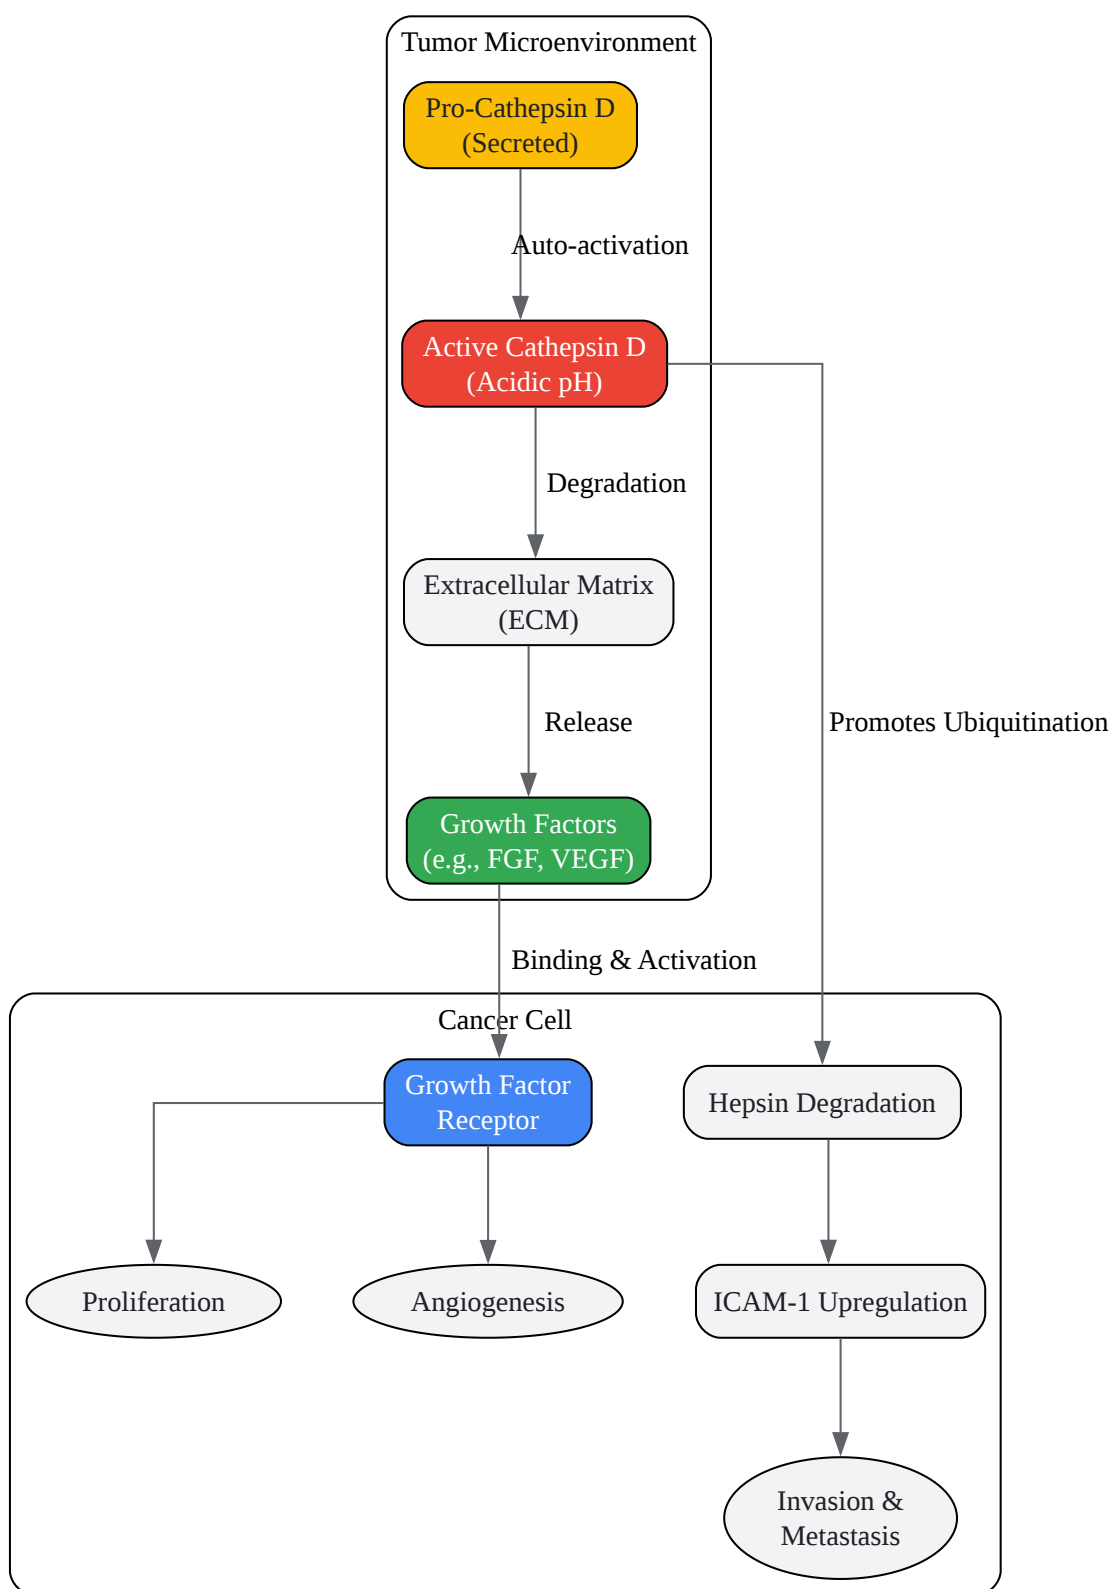 Tumor Microenvironment
Pro-Cathepsin D
(Secreted)
Auto-activation
Active Cathepsin D
(Acidic pH)
Degradation
Extracellular Matrix
(ECM)
Release
Promotes Ubiquitination
Growth Factors
(e.g., FGF, VEGF)
Binding & Activation
Cancer Cell
Growth Factor
Receptor
Hepsin Degradation
Proliferation
Angiogenesis
ICAM-1 Upregulation
Invasion &
Metastasis